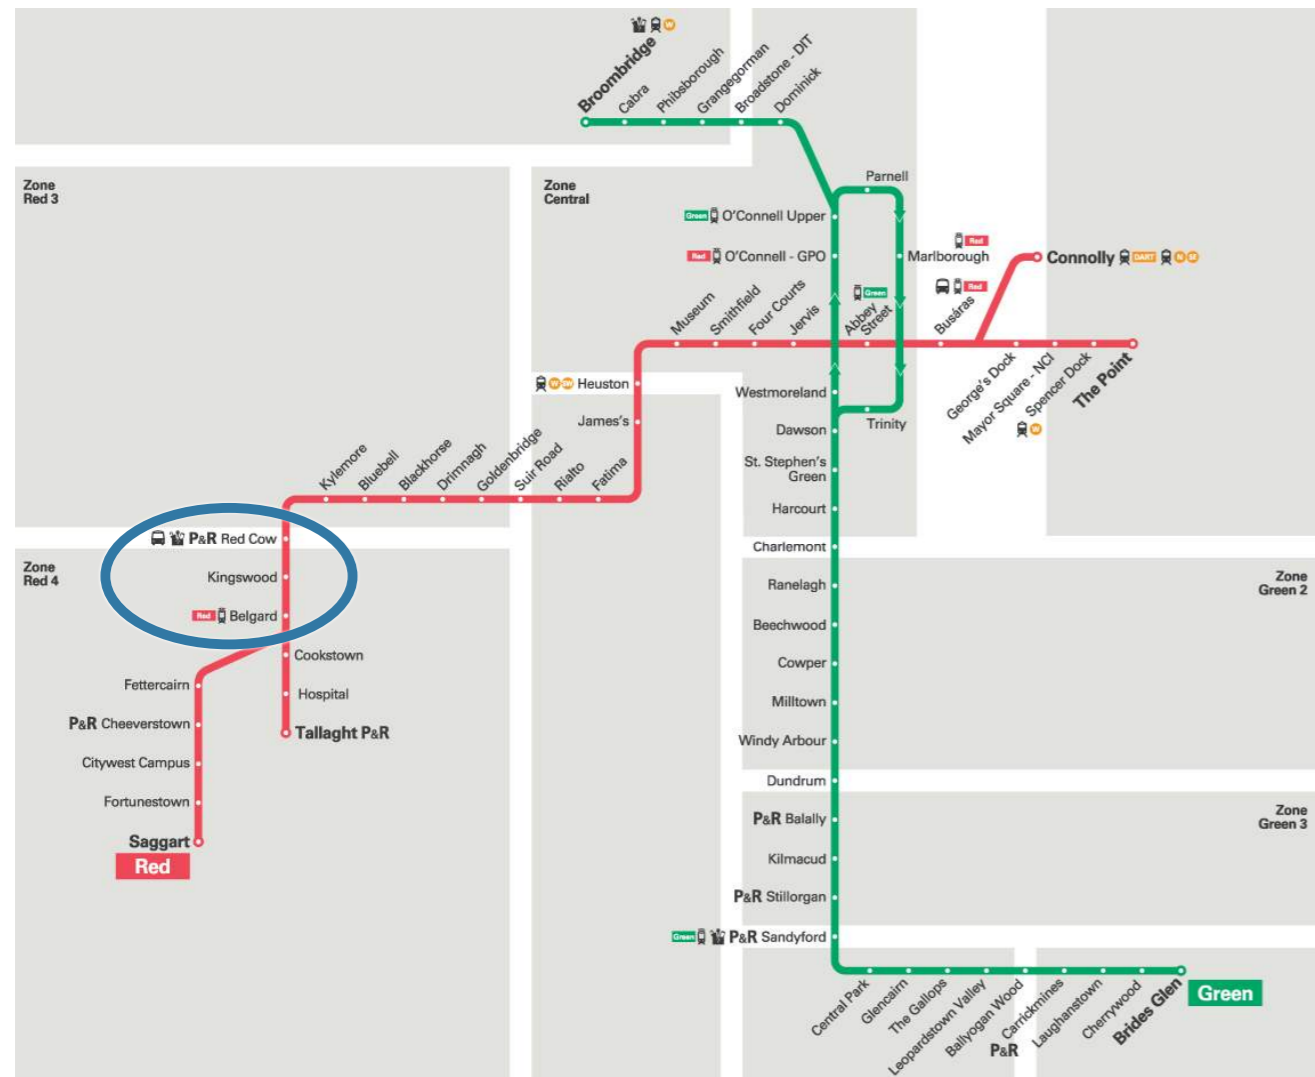 W
Broombridge
Cabra
Phibsborough
Grangegorman
Broadstone - DIT
Dominick
Zone
Red 3
Zone
Central
Parnell
Green O'Connell Upper
Red O'Connell - GPO
Marlborough
Red
Connolly DART N SE
Museum
Smithfield
Four Courts
Jervis
Green
Abbey
Street
Red
Busáras
George's Dock
Mayor Square - NCI
Spencer Dock
W
The Point
W SW Heuston
James's
Westmoreland
Trinity
Dawson
St. Stephen's
Green
Harcourt
Charlemont
Kylemore
Bluebell
Blackhorse
Drimnagh
Goldenbridge
Suir Road
Rialto
Fatima
P&R Red Cow
Zone
Red 4
Kingswood
Red Belgard
Cookstown
Fettercairn
Hospital
P&R Cheeverstown
Tallaght P&R
Citywest Campus
Fortunestown
Saggart
Red
Zone
Green 2
Ranelagh
Beechwood
Cowper
Milltown
Windy Arbour
Dundrum
Zone
Green 3
P&R Balally
Kilmacud
P&R Stillorgan
Green P&R Sandyford
Central Park
Glencairn
The Gallops
Leopardstown Valley
Ballyogan Wood
Carrickmines
P&R
Laughanstown
Cherrywood
Brides Glen
Green